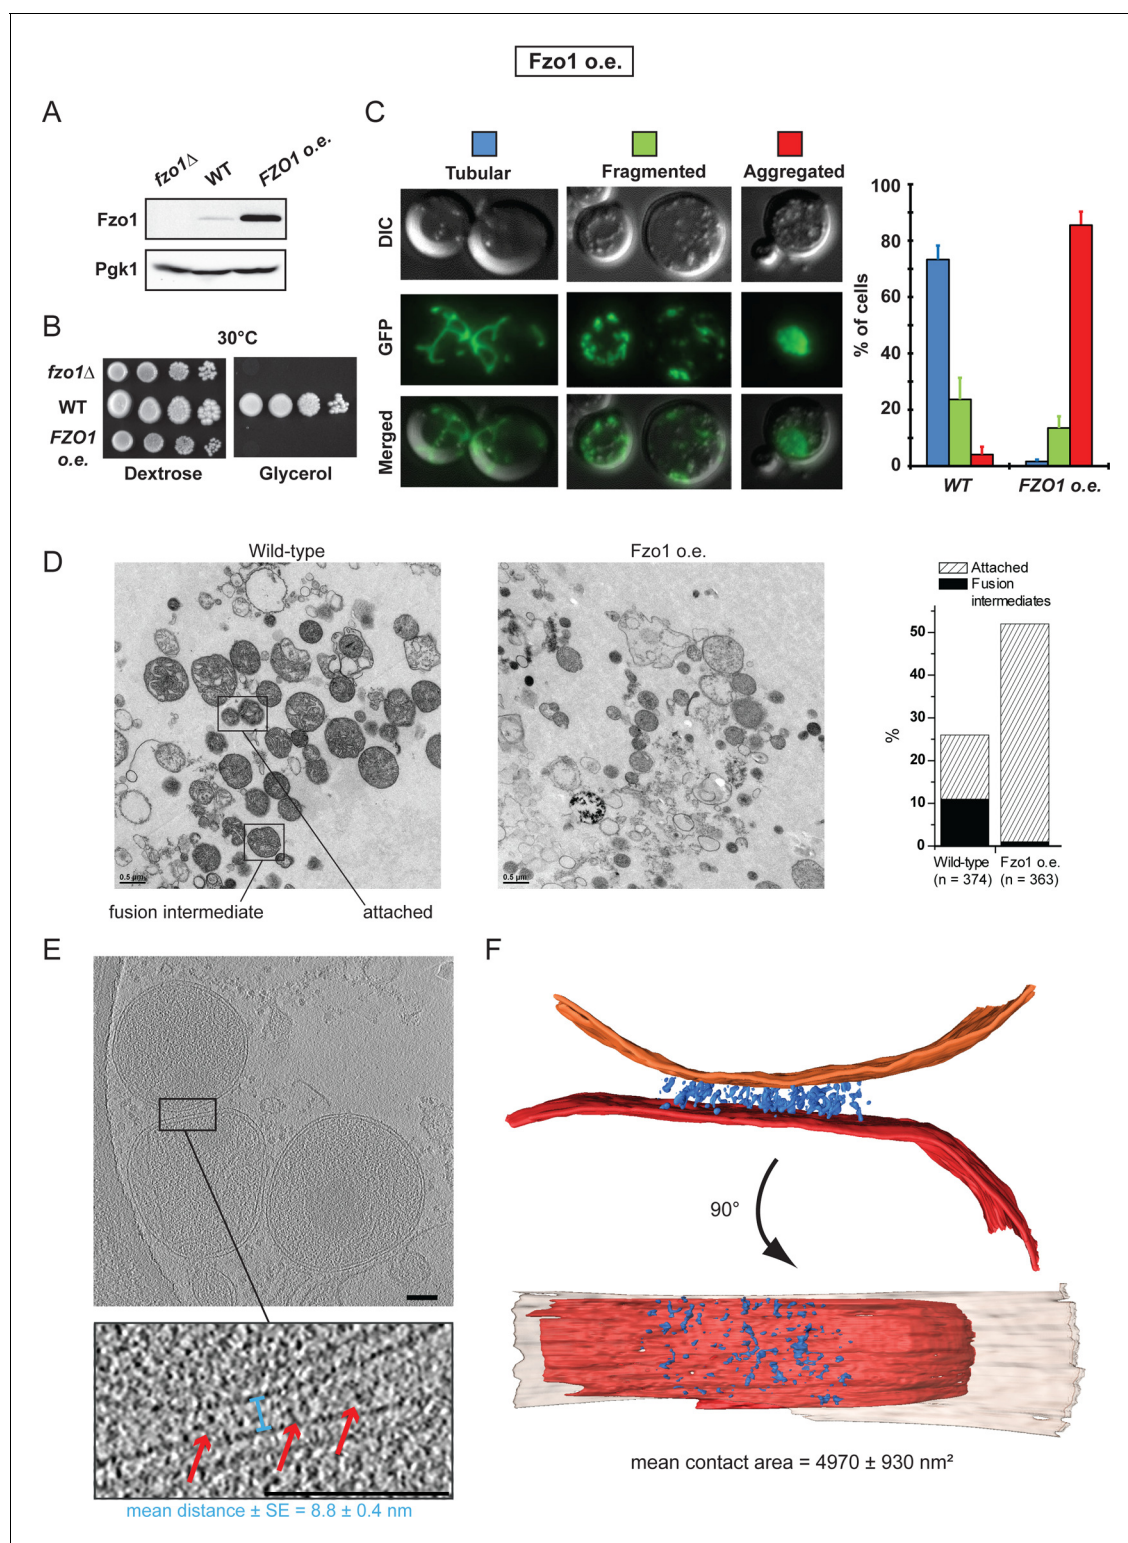 Fzo1 o.e.
A
fzo1Δ
WT
FZO1 o.e.
Fzo1
Pgk1
B
30°C
fzo1Δ
WT
FZO1
o.e.
Dextrose
Glycerol
C
Tubular
Fragmented
Aggregated
DIC
GFP
Merged
% of cells
100
80
60
40
20
0
WT
FZO1 o.e.
D
Wild-type
Fzo1 o.e.
0.5 µm
0.5 µm
fusion intermediate
attached
Attached
Fusion
intermediates
%
50
40
30
20
10
0
Wild-type
(n = 374)
Fzo1 o.e.
(n = 363)
E
mean distance ± SE = 8.8 ± 0.4 nm
F
90°
mean contact area = 4970 ± 930 nm²